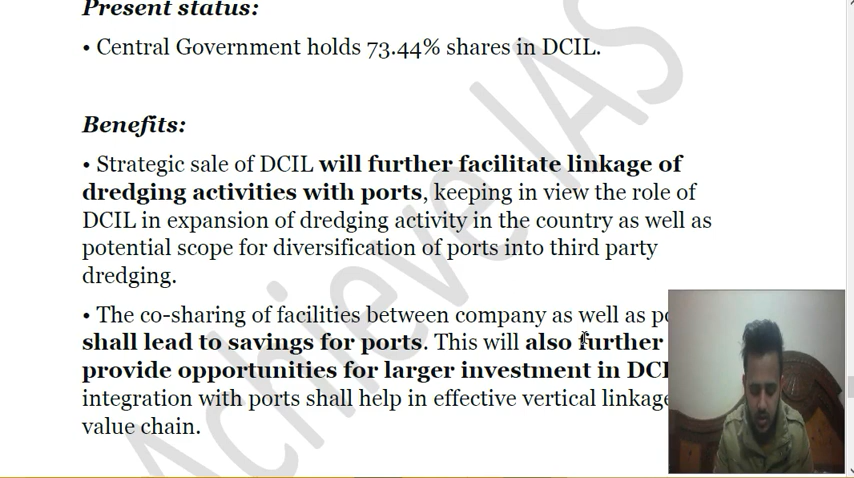 Present status:
• Central Government holds 73.44% shares in DCIL.
Benefits:
• Strategic sale of DCIL will further facilitate linkage of
dredging activities with ports, keeping in view the role of
DCIL in expansion of dredging activity in the country as well as
potential scope for diversification of ports into third party
dredging.
• The co-sharing of facilities between company as well as
shall lead to savings for ports. This will also further
provide opportunities for larger investment in
integration with ports shall help in effective vertical
value chain.
Achieve IAS